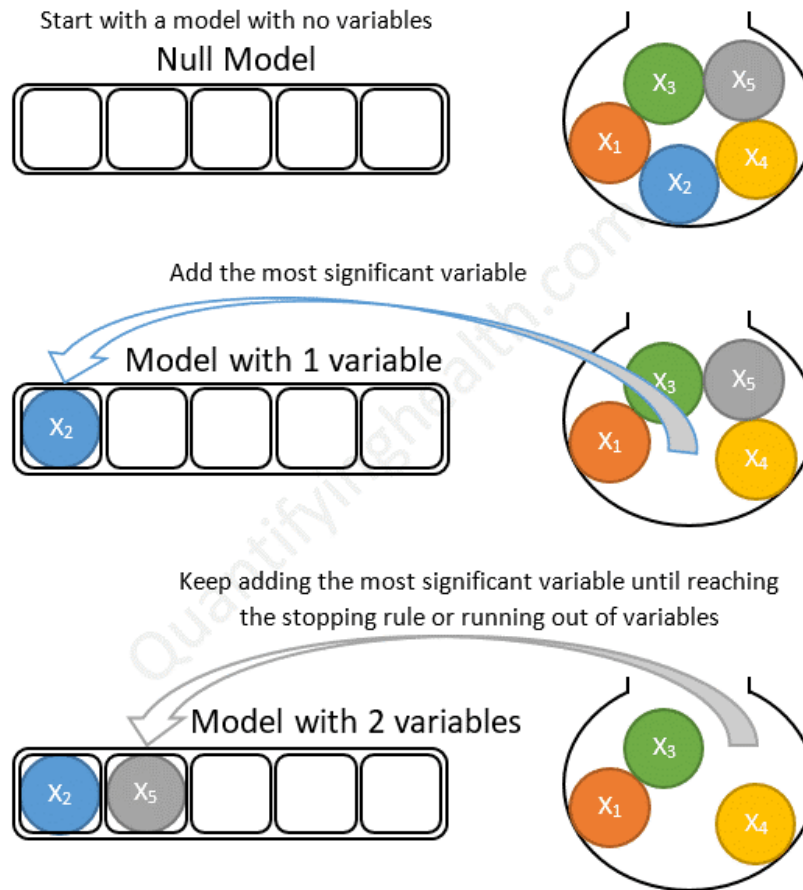 Start with a model with no variables
Null Model
X₃
X₅
X₁
X₂
X₄
Add the most significant variable
Model with 1 variable
X₂
X₃
X₅
X₁
X₄
Keep adding the most significant variable until reaching
the stopping rule or running out of variables
Model with 2 variables
X₂
X₅
X₃
X₁
X₄
Quantifyinghealth.com